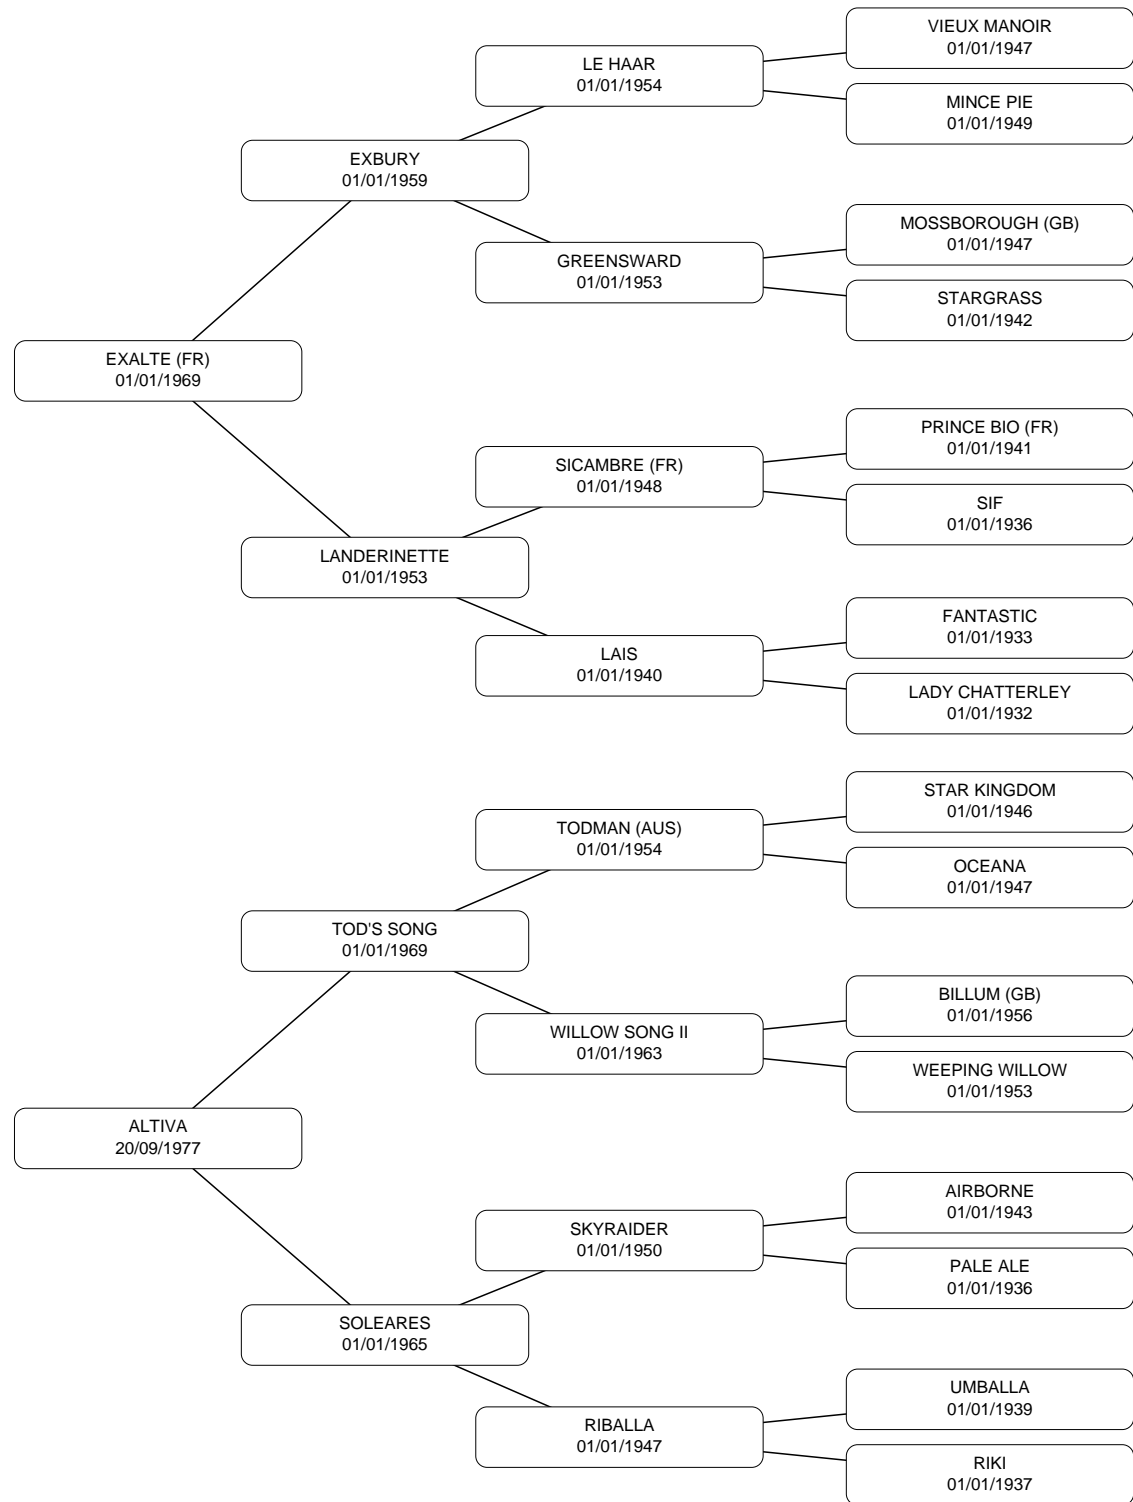 VIEUX MANOIR
01/01/1947
LE HAAR
01/01/1954
MINCE PIE
01/01/1949
EXBURY
01/01/1959
MOSSBOROUGH (GB)
01/01/1947
GREENSWARD
01/01/1953
STARGRASS
01/01/1942
EXALTE (FR)
01/01/1969
PRINCE BIO (FR)
01/01/1941
SICAMBRE (FR)
01/01/1948
SIF
01/01/1936
LANDERINETTE
01/01/1953
FANTASTIC
01/01/1933
LAIS
01/01/1940
LADY CHATTERLEY
01/01/1932
STAR KINGDOM
01/01/1946
TODMAN (AUS)
01/01/1954
OCEANA
01/01/1947
TOD'S SONG
01/01/1969
BILLUM (GB)
01/01/1956
WILLOW SONG II
01/01/1963
WEEPING WILLOW
01/01/1953
ALTIVA
20/09/1977
AIRBORNE
01/01/1943
SKYRAIDER
01/01/1950
PALE ALE
01/01/1936
SOLEARES
01/01/1965
UMBALLA
01/01/1939
RIBALLA
01/01/1947
RIKI
01/01/1937